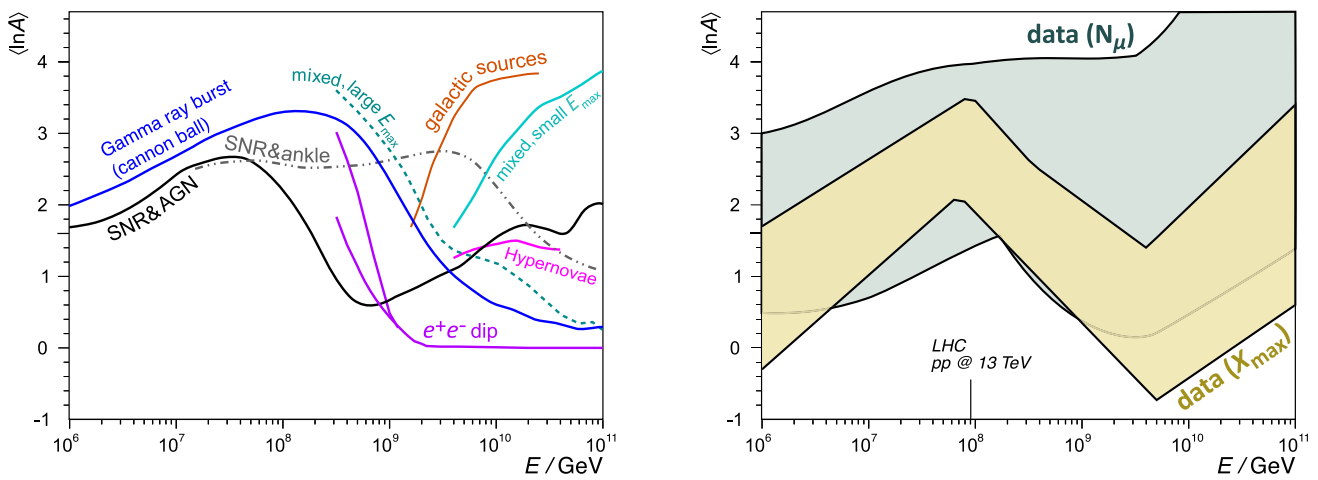 ⟨lnA⟩
4
3
2
1
0
-1
Gamma ray burst
(cannon ball)
SNR&AGN
SNR&ankle
mixed, large E_max
galactic sources
mixed, small E_max
Hypernovae
e⁺e⁻ dip
10⁶
10⁷
10⁸
10⁹
10¹⁰
10¹¹
E / GeV
⟨lnA⟩
4
3
2
1
0
-1
data (N_μ)
LHC
pp @ 13 TeV
data (X_max)
10⁶
10⁷
10⁸
10⁹
10¹⁰
10¹¹
E / GeV